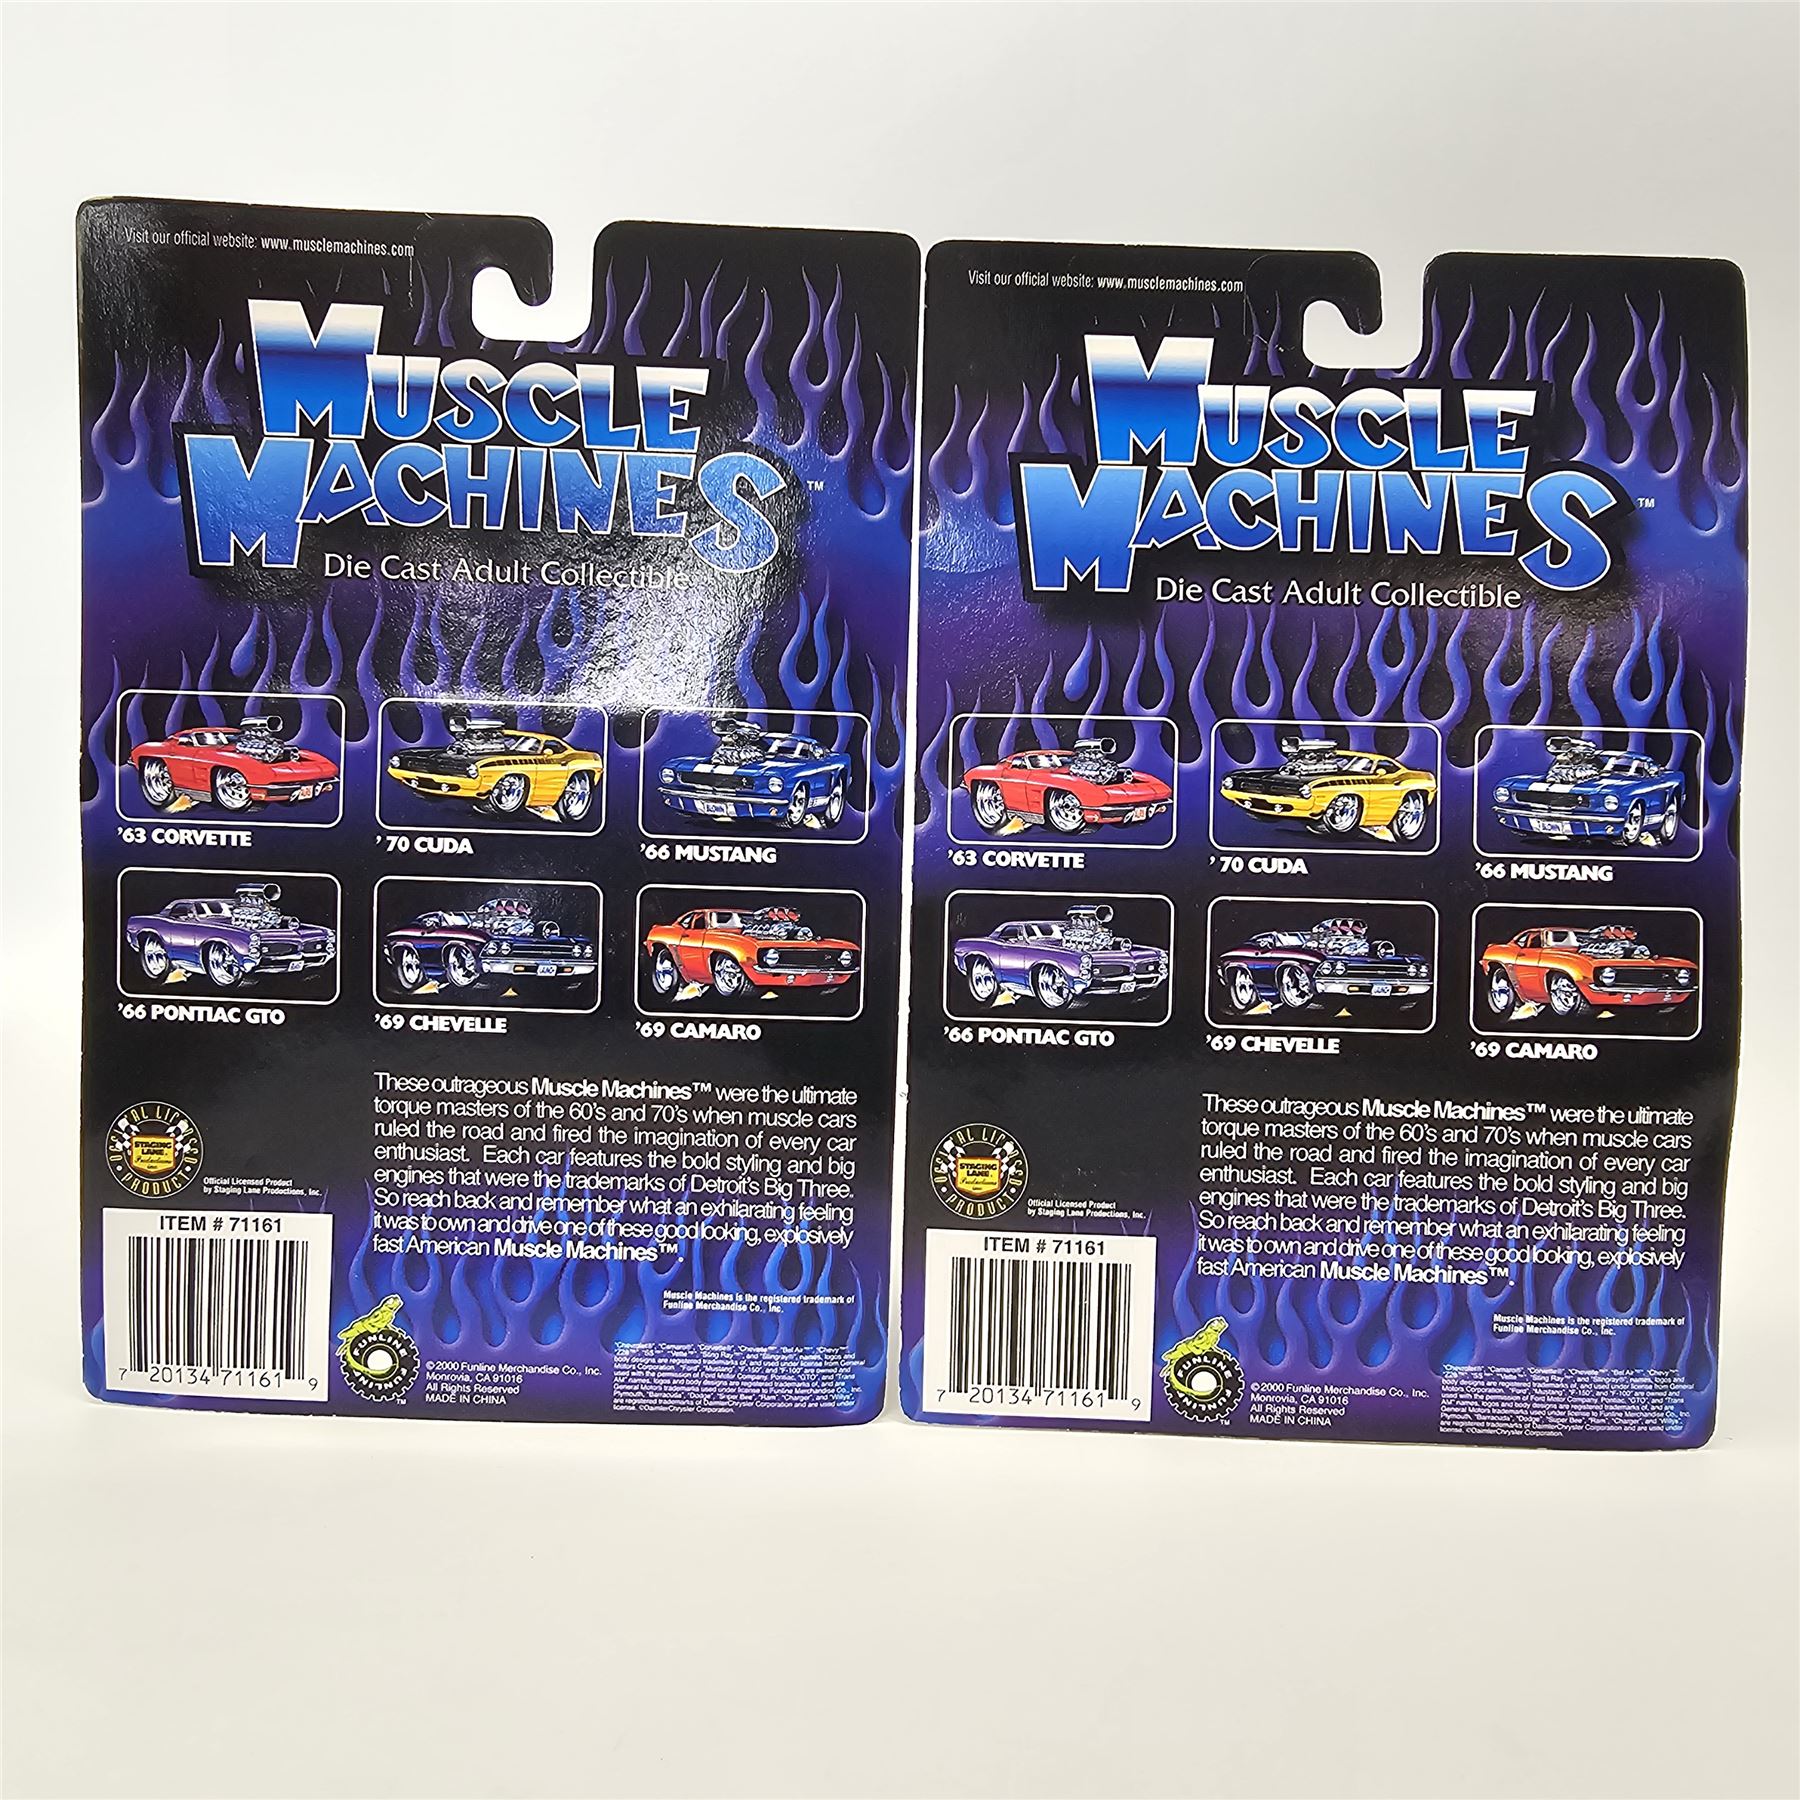 Visit our official website: www.musclemachines.com
MUSCLE
MACHINES™
Die Cast Adult Collectible
'63 CORVETTE
' 70 CUDA
'66 MUSTANG
'66 PONTIAC GTO
'69 CHEVELLE
'69 CAMARO
These outrageous Muscle Machines™ were the ultimate
torque masters of the 60's and 70's when muscle cars
ruled the road and fired the imagination of every car
enthusiast. Each car features the bold styling and big
engines that were the trademarks of Detroit's Big Three.
So reach back and remember what an exhilarating feeling
it was to own and drive one of these good looking, explosively
fast American Muscle Machines™.
STAGING
LANE
Productions
Official Licensed Product
by Staging Lane Productions, Inc.
ITEM # 71161
7 20134 71161 9
Muscle Machines is the registered trademark of
Funline Merchandise Co., Inc.
FUNLINE FUNLINE
™
©2000 Funline Merchandise Co., Inc.
Monrovia, CA 91016
All Rights Reserved
MADE IN CHINA
Visit our official website: www.musclemachines.com
MUSCLE
MACHINES™
Die Cast Adult Collectible
'63 CORVETTE
' 70 CUDA
'66 MUSTANG
'66 PONTIAC GTO
'69 CHEVELLE
'69 CAMARO
These outrageous Muscle Machines™ were the ultimate
torque masters of the 60's and 70's when muscle cars
ruled the road and fired the imagination of every car
enthusiast. Each car features the bold styling and big
engines that were the trademarks of Detroit's Big Three.
So reach back and remember what an exhilarating feeling
it was to own and drive one of these good looking, explosively
fast American Muscle Machines™.
STAGING
LANE
Productions
Official Licensed Product
by Staging Lane Productions, Inc.
ITEM # 71161
7 20134 71161 9
Muscle Machines is the registered trademark of
Funline Merchandise Co., Inc.
FUNLINE FUNLINE
™
©2000 Funline Merchandise Co., Inc.
Monrovia, CA 91016
All Rights Reserved
MADE IN CHINA